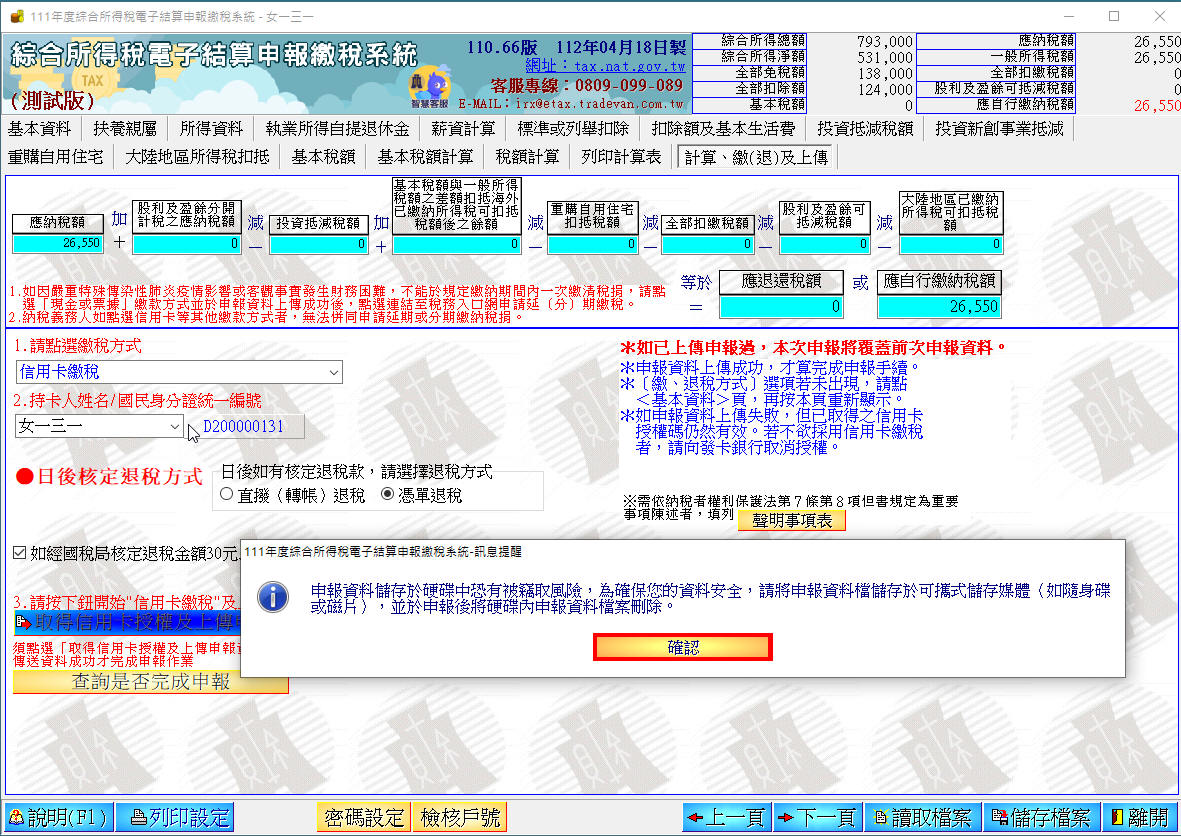 111年度綜合所得稅電子結算申報繳稅系統 - 女一三一
綜合所得稅電子結算申報繳稅系統
(測試版)
TAX
110.66版 112年04月18日製
網址：tax.nat.gov.tw
客服專線：0809-099-089
E-MAIL：irx@etax.tradevan.com.tw
智慧客服
綜合所得總額 793,000 應納稅額 26,550
綜合所得淨額 531,000 一般所得稅額 26,550
全部免稅額 138,000 全部扣繳稅額 0
全部扣除額 124,000 股利及盈餘可抵減稅額 0
基本稅額 0 應自行繳納稅額 26,550
基本資料 扶養親屬 所得資料 執業所得自提退休金 薪資計算 標準或列舉扣除 扣除額及基本生活費 投資抵減稅額 投資新創事業抵減
重購自用住宅 大陸地區所得稅扣抵 基本稅額 基本稅額計算 稅額計算 列印計算表 計算、繳(退)及上傳
應納稅額
26,550
加
＋
股利及盈餘分開
計稅之應納稅額
0
減
－
投資抵減稅額
0
加
＋
基本稅額與一般所得
稅額之差額扣抵海外
已繳納所得稅可扣抵
稅額後之餘額
0
減
－
重購自用住宅
扣抵稅額
0
減
－
全部扣繳稅額
0
減
－
股利及盈餘可
抵減稅額
0
減
－
大陸地區已繳納
所得稅可扣抵稅
額
0
1.如因嚴重特殊傳染性肺炎疫情影響或客觀事實發生財務困難，不能於規定繳納期間內一次繳清稅捐，請點
選「現金或票據」繳款方式並於申報資料上傳成功後，點選連結至稅務入口網申請延（分）期繳稅。
2.納稅義務人如點選信用卡等其他繳款方式者，無法併同申請延期或分期繳納稅捐。
等於
＝
應退還稅額
0
或
應自行繳納稅額
26,550
1.請點選繳稅方式
信用卡繳稅
2.持卡人姓名/國民身分證統一編號
女一三一 D200000131
●日後核定退稅方式
日後如有核定退稅款，請選擇退稅方式
直撥（轉帳）退稅 憑單退稅
*如已上傳申報過，本次申報將覆蓋前次申報資料。
*申報資料上傳成功，才算完成申報手續。
*〔繳、退稅方式〕選項若未出現，請點
＜基本資料＞頁，再按本頁重新顯示。
*如申報資料上傳失敗，但已取得之信用卡
授權碼仍然有效。若不欲採用信用卡繳稅
者，請向發卡銀行取消授權。
※需依納稅者權利保護法第７條第８項但書規定為重要
事項陳述者，請填列 聲明事項表
如經國稅局核定退稅金額30元
3.請按下鈕開始"信用卡繳稅"及
取得信用卡授權及上傳
須點選「取得信用卡授權及上傳申報
傳送資料成功才完成申報作業
查詢是否完成申報
111年度綜合所得稅電子結算申報繳稅系統-訊息提醒
申報資料儲存於硬碟中恐有被竊取風險，為確保您的資料安全，請將申報資料檔儲存於可攜式儲存媒體（如隨身碟
或磁片），並於申報後將硬碟內申報資料檔案刪除。
確認
說明(F1) 列印設定 密碼設定 檢核戶號 上一頁 下一頁 讀取檔案 儲存檔案 離開